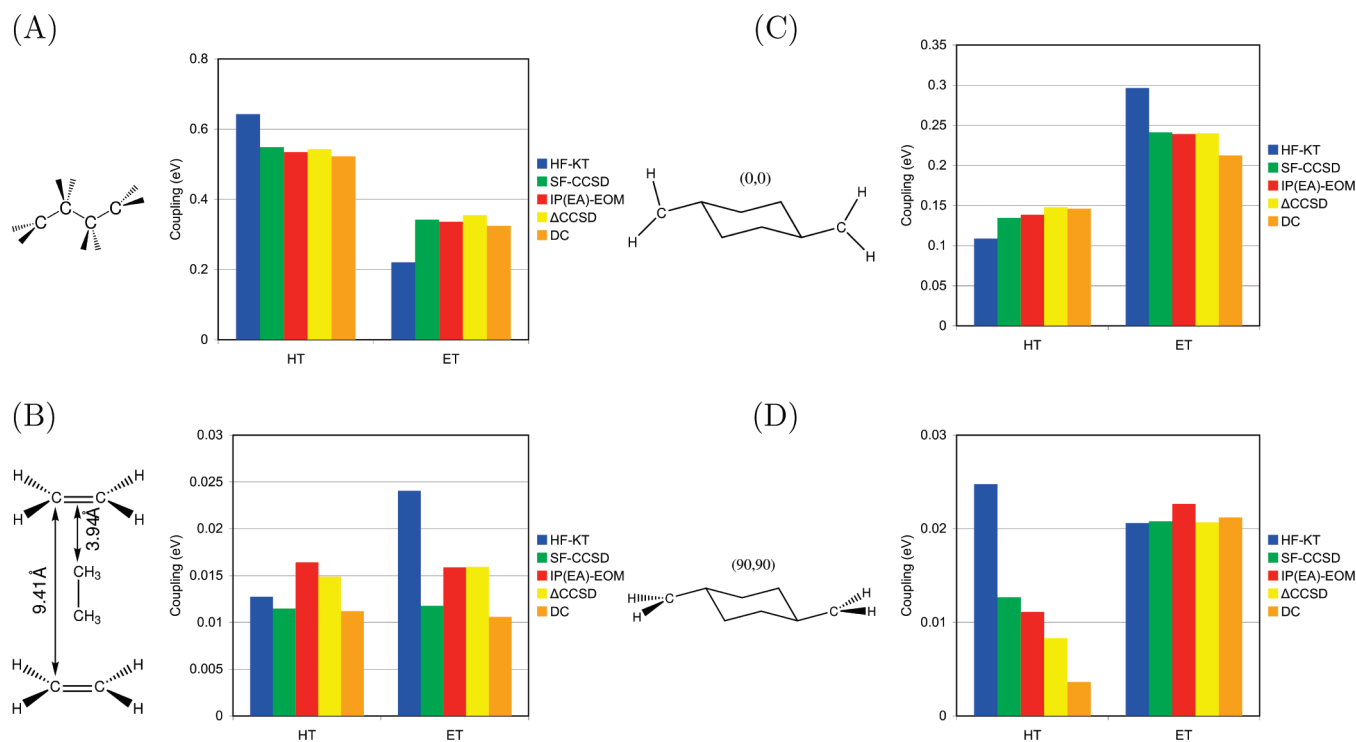 (A)
0.8
0.6
0.4
0.2
0
Coupling (eV)
HT
ET
HF-KT
SF-CCSD
IP(EA)-EOM
ΔCCSD
DC
C
C
C
C
(C)
0.35
0.3
0.25
0.2
0.15
0.1
0.05
0
Coupling (eV)
HT
ET
HF-KT
SF-CCSD
IP(EA)-EOM
ΔCCSD
DC
(0,0)
H
C
H
H
C
H
(B)
0.03
0.025
0.02
0.015
0.01
0.005
0
Coupling (eV)
HT
ET
HF-KT
SF-CCSD
IP(EA)-EOM
ΔCCSD
DC
H
H
C
C
H
H
3.94Å
9.41Å
CH3
CH3
H
H
C
C
H
H
(D)
0.03
0.02
0.01
0
Coupling (eV)
HT
ET
HF-KT
SF-CCSD
IP(EA)-EOM
ΔCCSD
DC
(90,90)
H
C
H
H
C
H